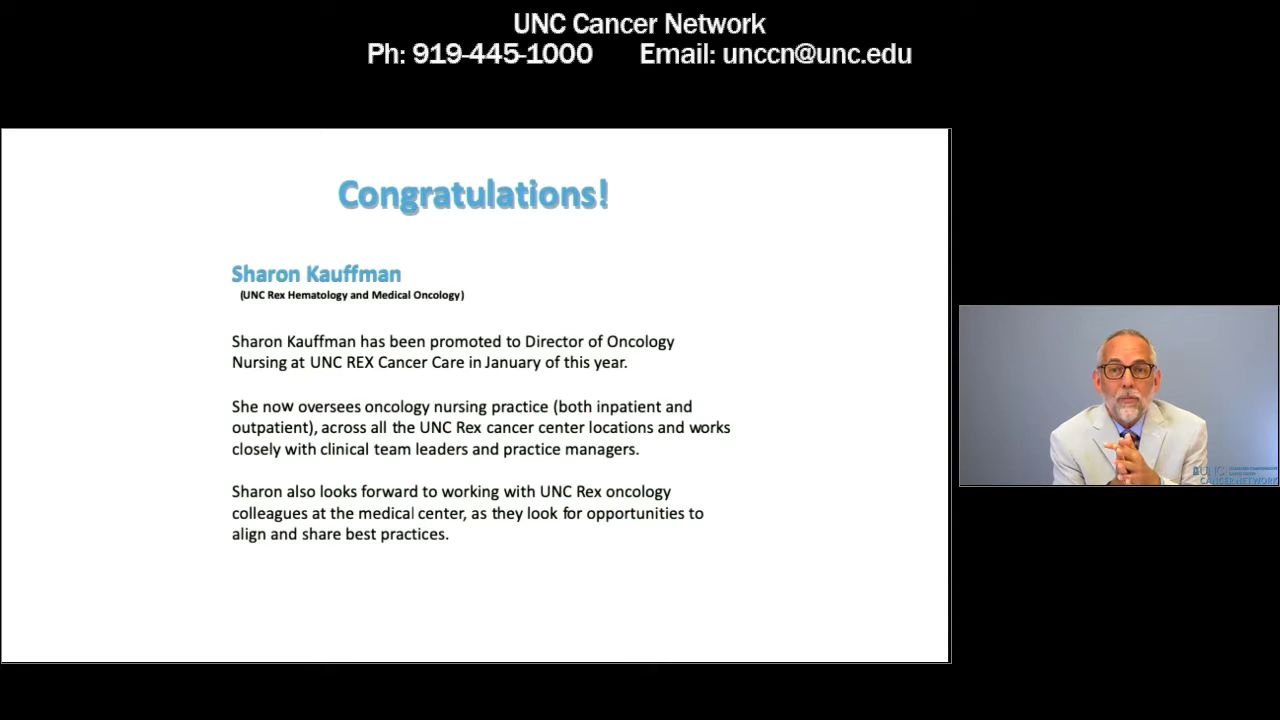 UNC Cancer Network
Ph: 919-445-1000 Email: unccn@unc.edu
Congratulations!
Sharon Kauffman
(UNC Rex Hematology and Medical Oncology)
Sharon Kauffman has been promoted to Director of Oncology
Nursing at UNC REX Cancer Care in January of this year.
She now oversees oncology nursing practice (both inpatient and
outpatient), across all the UNC Rex cancer center locations and works
closely with clinical team leaders and practice managers.
Sharon also looks forward to working with UNC Rex oncology
colleagues at the medical center, as they look for opportunities to
align and share best practices.
UNC
CANCER NETWORK